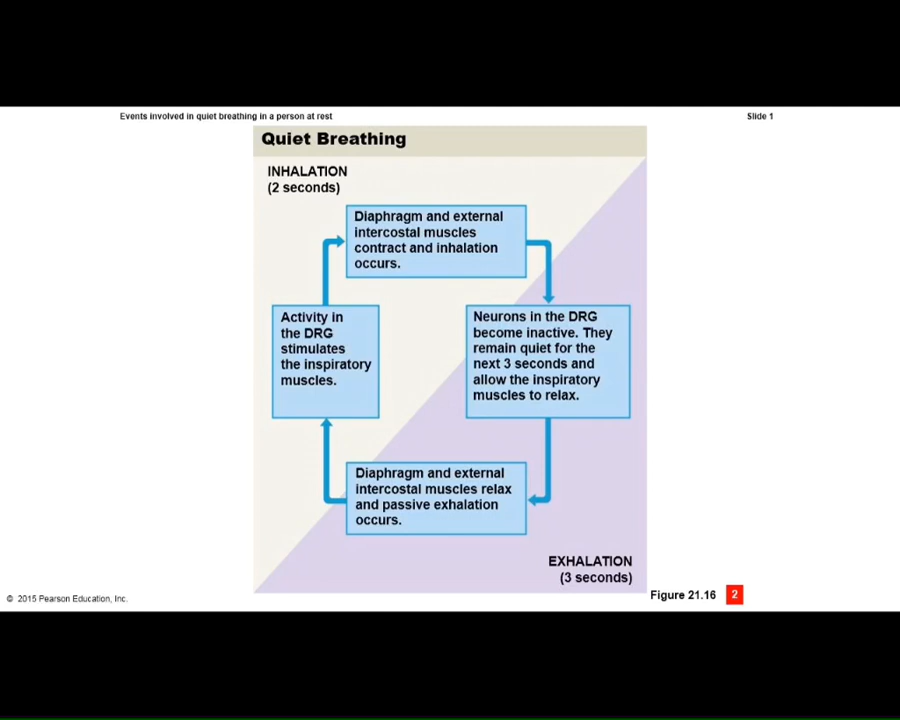 Events involved in quiet breathing in a person at rest
Slide 1
Quiet Breathing
INHALATION
(2 seconds)
Diaphragm and external
intercostal muscles
contract and inhalation
occurs.
Activity in
the DRG
stimulates
the inspiratory
muscles.
Neurons in the DRG
become inactive. They
remain quiet for the
next 3 seconds and
allow the inspiratory
muscles to relax.
Diaphragm and external
intercostal muscles relax
and passive exhalation
occurs.
EXHALATION
(3 seconds)
© 2015 Pearson Education, Inc.
Figure 21.16 2